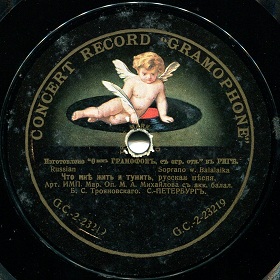 CONCERT RECORD "GRAMOPHONE"
Изготовлено "О-вомъ ГРАМОФОНЪ, съ огр. отв." въ РИГѢ.
Russian Soprano w. Balalaika
Что мнѣ жить и тужить, русская пѣсня.
Арт. ИМП. Мар. Оп. М. А. Михайлова съ акк. балал.
Б. С. Трояновскаго. С.-ПЕТЕРБУРГЪ.
G.C.-2-23219 G.C.-2-23219